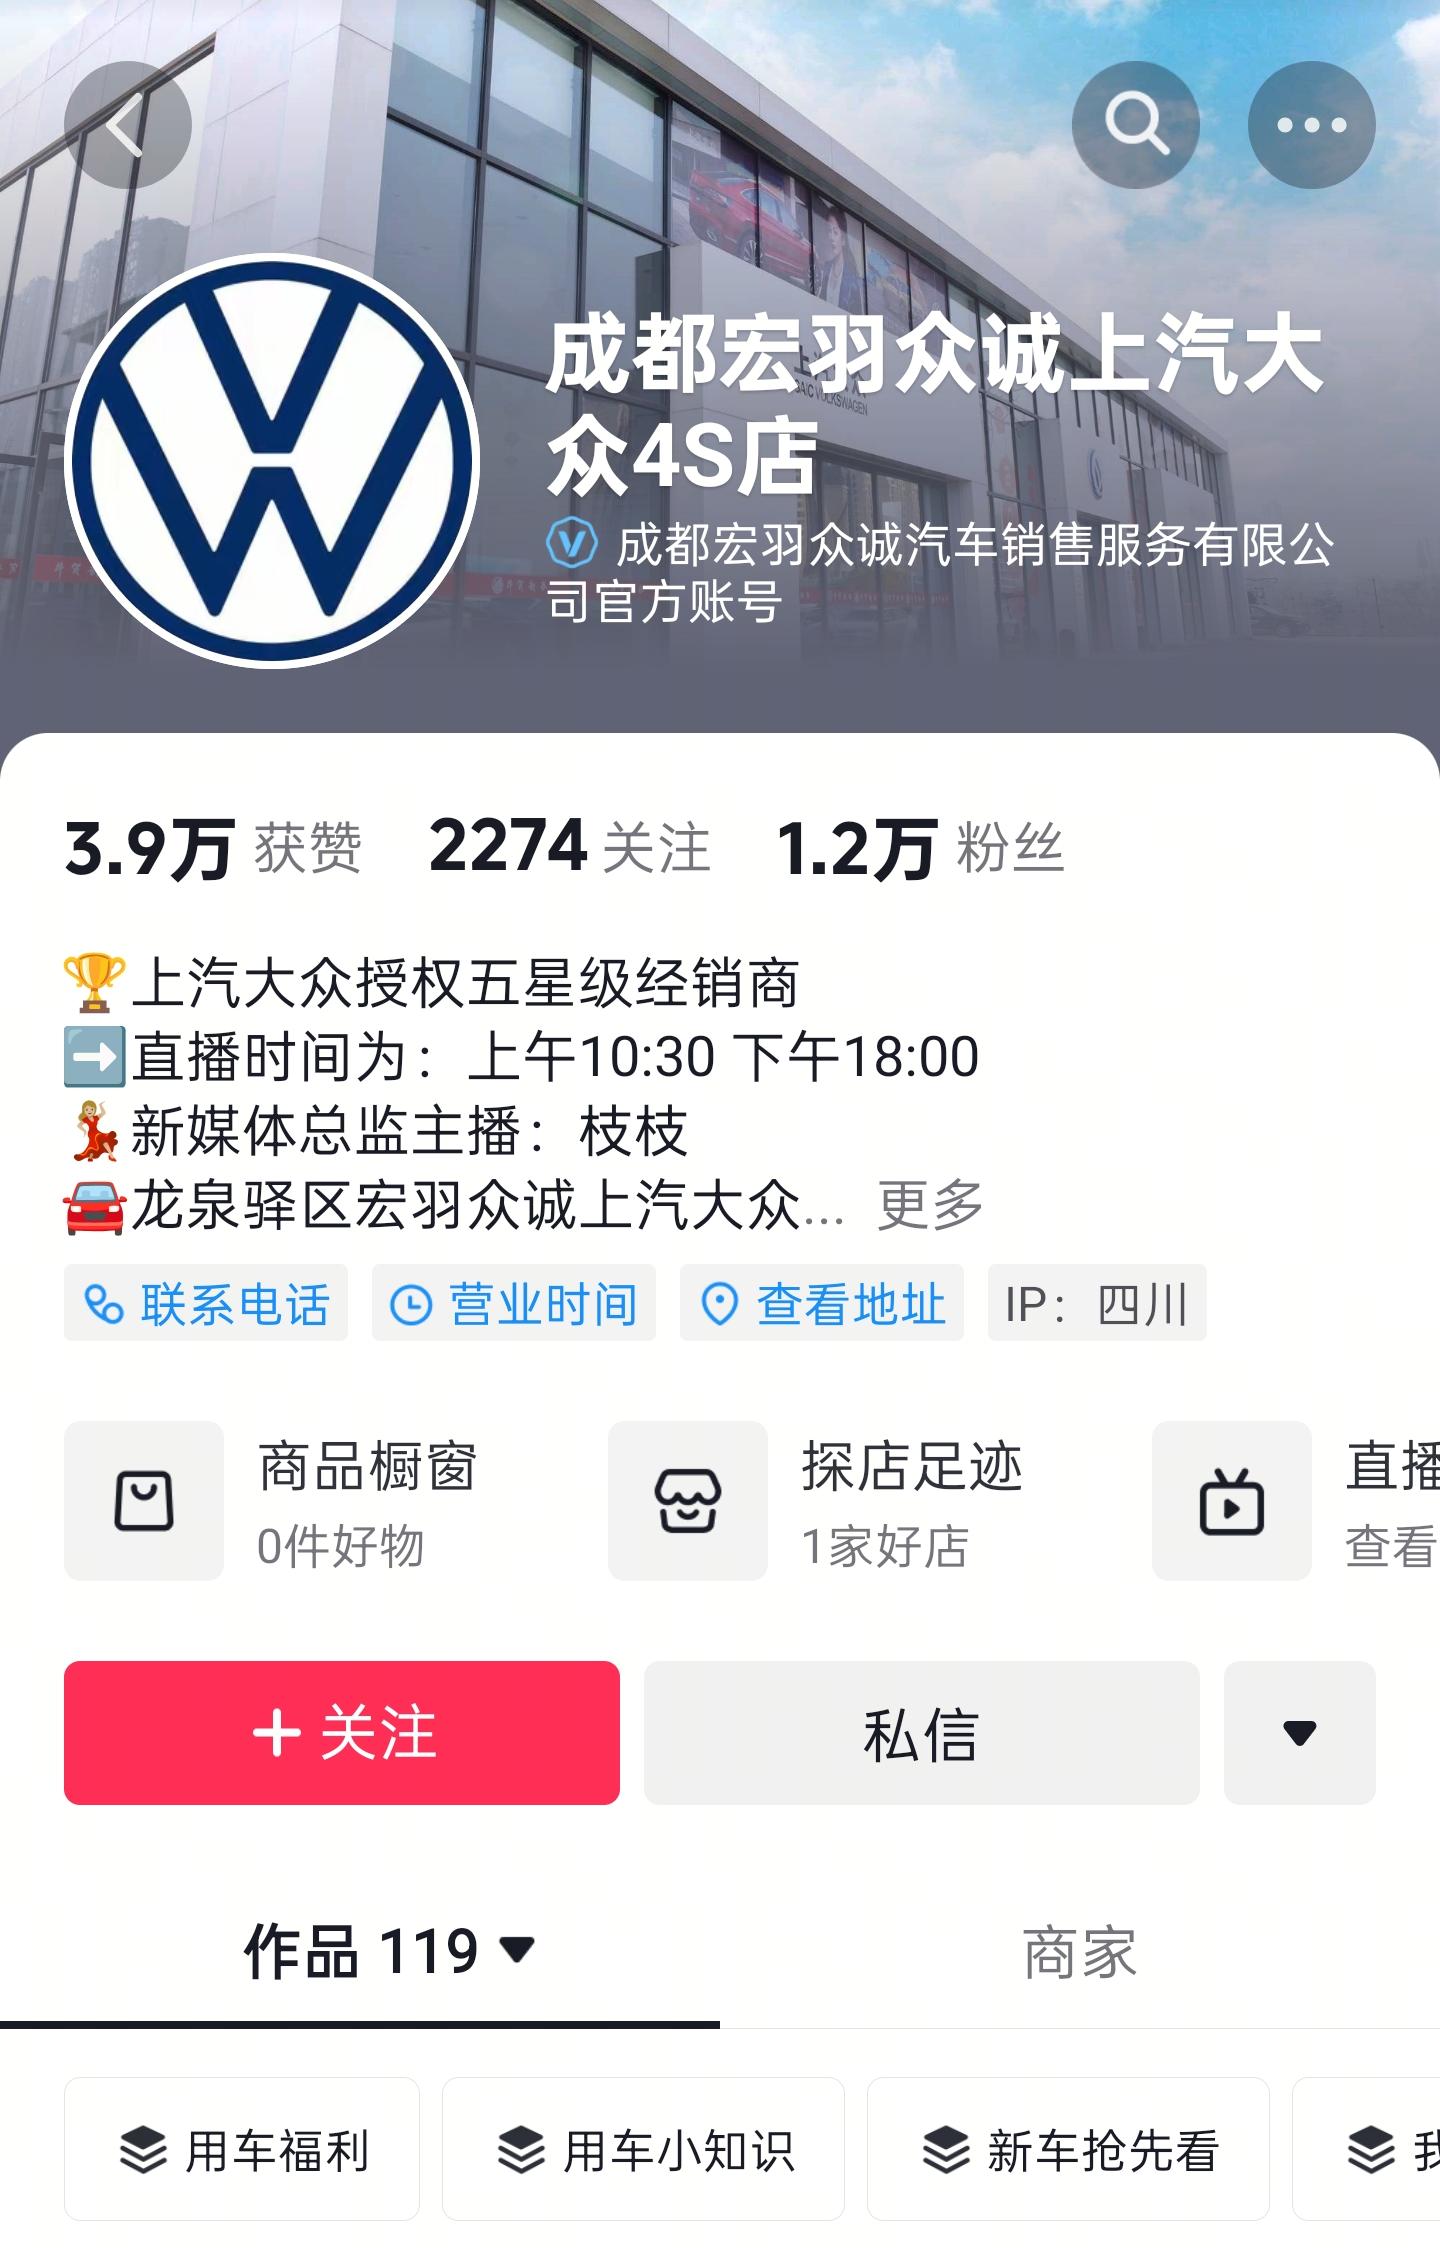 成都宏羽众诚上汽大
众4S店
成都宏羽众诚汽车销售服务有限公
司官方账号
SAIC VOLKSWAGEN
3.9万 获赞 2274 关注 1.2万 粉丝
🏆上汽大众授权五星级经销商
➡️直播时间为：上午10:30 下午18:00
💃新媒体总监主播：枝枝
🚘龙泉驿区宏羽众诚上汽大众... 更多
联系电话 营业时间 查看地址 IP：四川
商品橱窗 探店足迹 直播
0件好物 1家好店 查看
+ 关注 私信
作品 119 商家
用车福利 用车小知识 新车抢先看